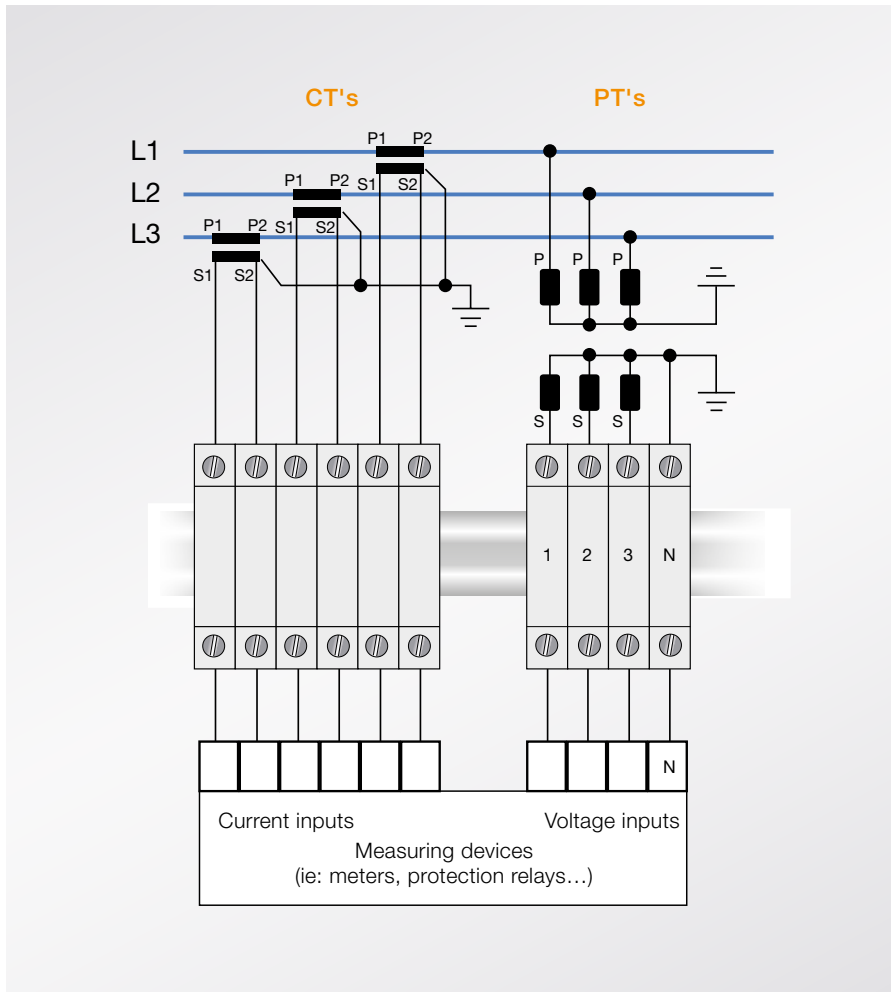 CT's PT's
P1 P2
L1
P1 P2 S1 S2
L2
P1 P2 S1 S2
L3
S1 S2
P P P
S S S
1 2 3 N
N
Current inputs Voltage inputs
Measuring devices
(ie: meters, protection relays…)